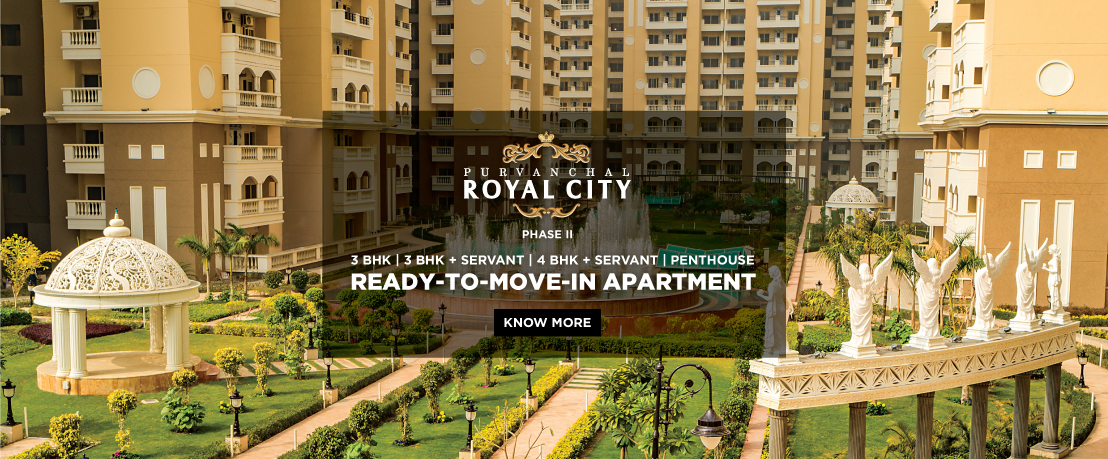 PURVANCHAL
ROYAL CITY
PHASE II
3 BHK | 3 BHK + SERVANT | 4 BHK + SERVANT | PENTHOUSE
READY-TO-MOVE-IN APARTMENT
KNOW MORE